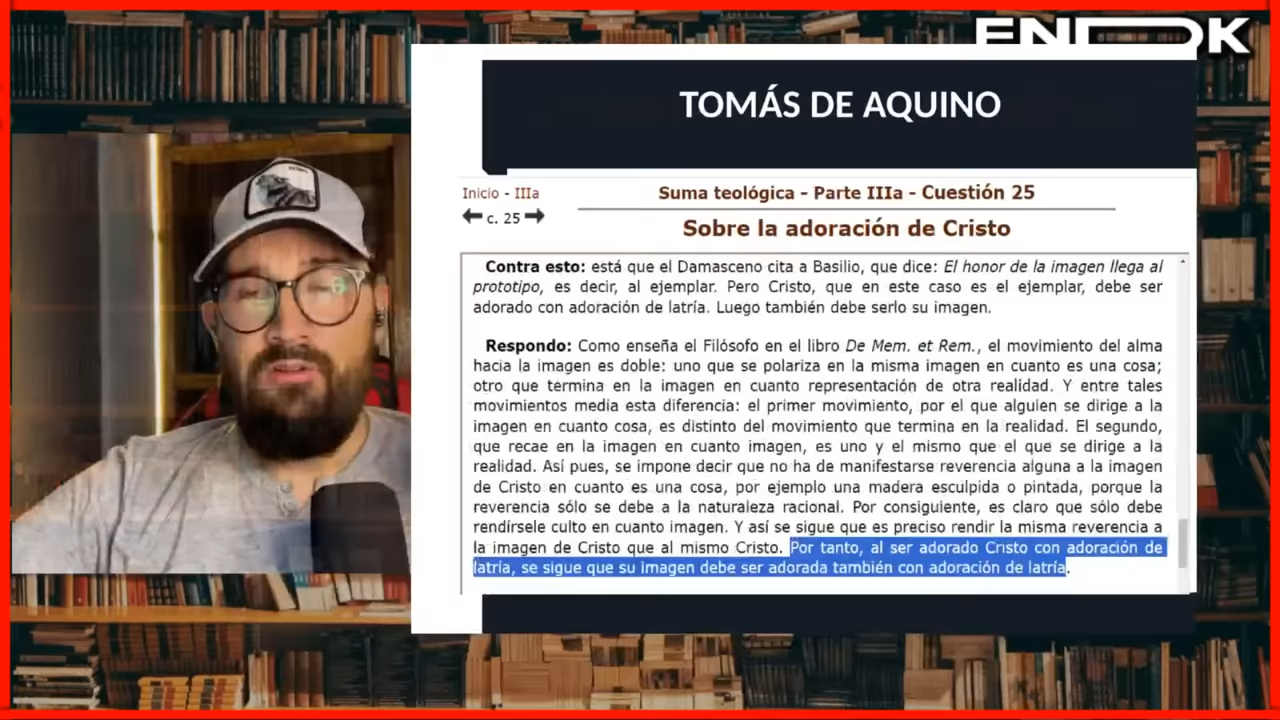 ENDOK
TOMÁS DE AQUINO
Inicio - IIIa
c. 25
Suma teológica - Parte IIIa - Cuestión 25
Sobre la adoración de Cristo
Contra esto: está que el Damasceno cita a Basilio, que dice: El honor de la imagen llega al
prototipo, es decir, al ejemplar. Pero Cristo, que en este caso es el ejemplar, debe ser
adorado con adoración de latría. Luego también debe serlo su imagen.
Respondo: Como enseña el Filósofo en el libro De Mem. et Rem., el movimiento del alma
hacia la imagen es doble: uno que se polariza en la misma imagen en cuanto es una cosa;
otro que termina en la imagen en cuanto representación de otra realidad. Y entre tales
movimientos media esta diferencia: el primer movimiento, por el que alguien se dirige a la
imagen en cuanto cosa, es distinto del movimiento que termina en la realidad. El segundo,
que recae en la imagen en cuanto imagen, es uno y el mismo que el que se dirige a la
realidad. Así pues, se impone decir que no ha de manifestarse reverencia alguna a la imagen
de Cristo en cuanto es una cosa, por ejemplo una madera esculpida o pintada, porque la
reverencia sólo se debe a la naturaleza racional. Por consiguiente, es claro que sólo debe
rendírsele culto en cuanto imagen. Y así se sigue que es preciso rendir la misma reverencia a
la imagen de Cristo que al mismo Cristo. Por tanto, al ser adorado Cristo con adoración de
latría, se sigue que su imagen debe ser adorada también con adoración de latría.